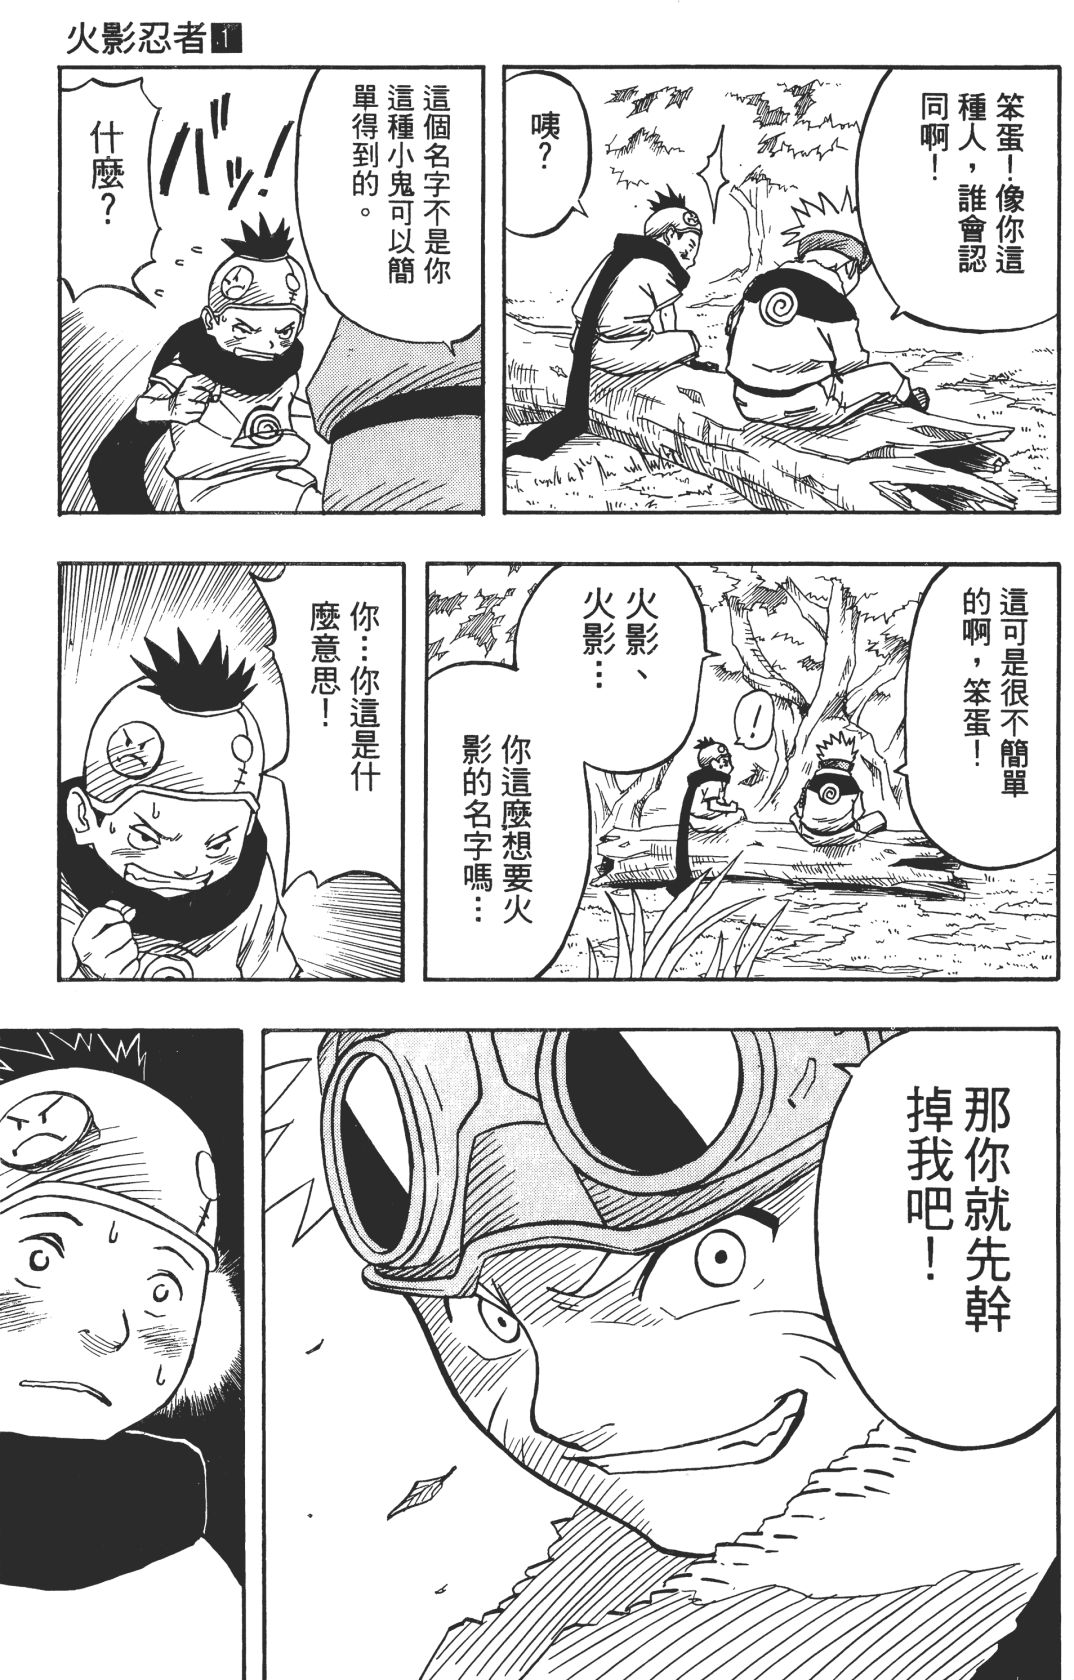 火影忍者1
笨蛋！像你這
種人，誰會認
同啊！
咦？
這個名字不是你
這種小鬼可以簡
單得到的。
什麼？
バッ!!
這可是很不簡單
的啊，笨蛋！
！
火影、
火影…
你這麼想要火
影的名字嗎…
你…你這是什
麼意思！
那你就先幹
掉我吧！